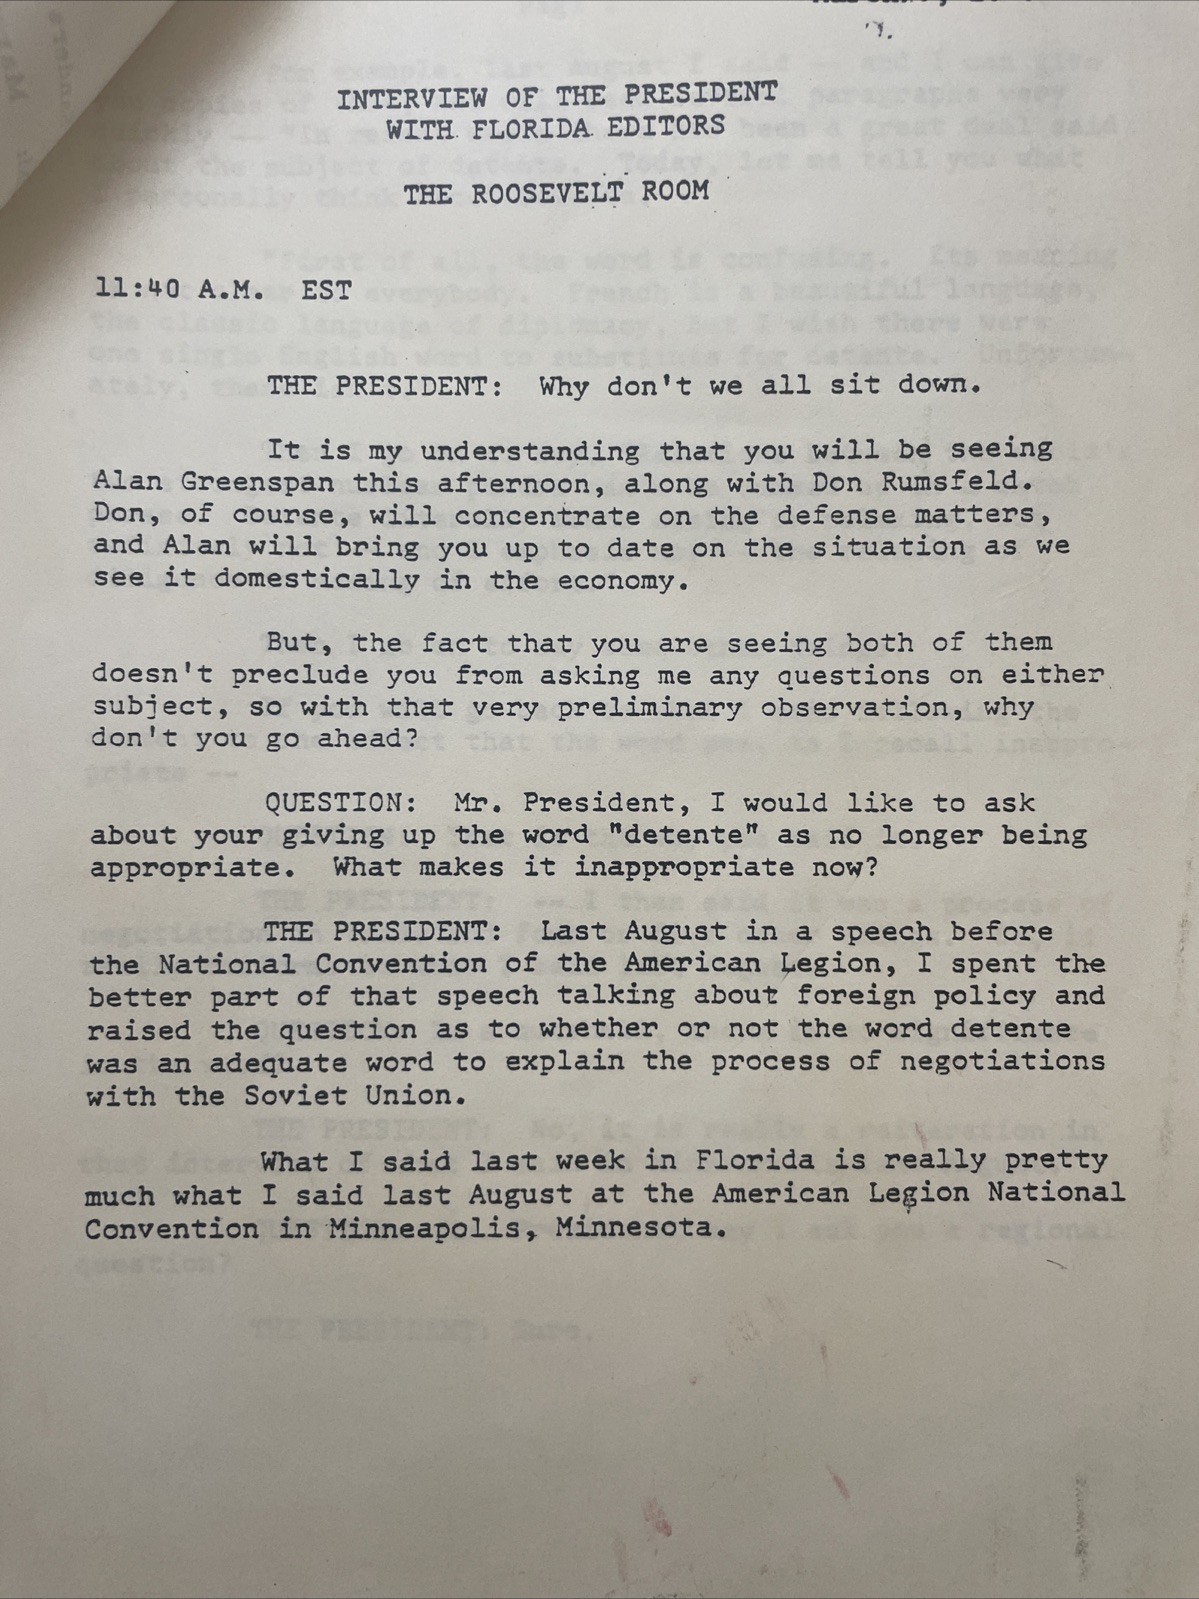 INTERVIEW OF THE PRESIDENT
WITH FLORIDA EDITORS
THE ROOSEVELT ROOM
11:40 A.M. EST
THE PRESIDENT: Why don't we all sit down.
It is my understanding that you will be seeing
Alan Greenspan this afternoon, along with Don Rumsfeld.
Don, of course, will concentrate on the defense matters,
and Alan will bring you up to date on the situation as we
see it domestically in the economy.
But, the fact that you are seeing both of them
doesn't preclude you from asking me any questions on either
subject, so with that very preliminary observation, why
don't you go ahead?
QUESTION: Mr. President, I would like to ask
about your giving up the word "detente" as no longer being
appropriate. What makes it inappropriate now?
THE PRESIDENT: Last August in a speech before
the National Convention of the American Legion, I spent the
better part of that speech talking about foreign policy and
raised the question as to whether or not the word detente
was an adequate word to explain the process of negotiations
with the Soviet Union.
What I said last week in Florida is really pretty
much what I said last August at the American Legion National
Convention in Minneapolis, Minnesota.